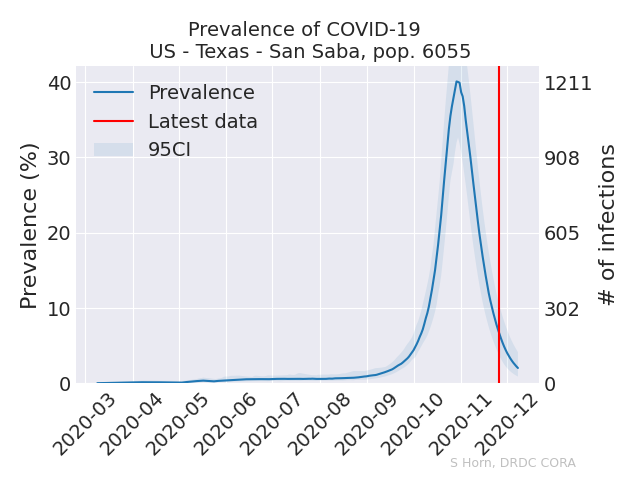 Prevalence of COVID-19
US - Texas - San Saba, pop. 6055
Prevalence
Latest data
95CI
Prevalence (%)
40
30
20
10
0
1211
908
605
302
0
# of infections
2020-03
2020-04
2020-05
2020-06
2020-07
2020-08
2020-09
2020-10
2020-11
2020-12
S Horn, DRDC CORA